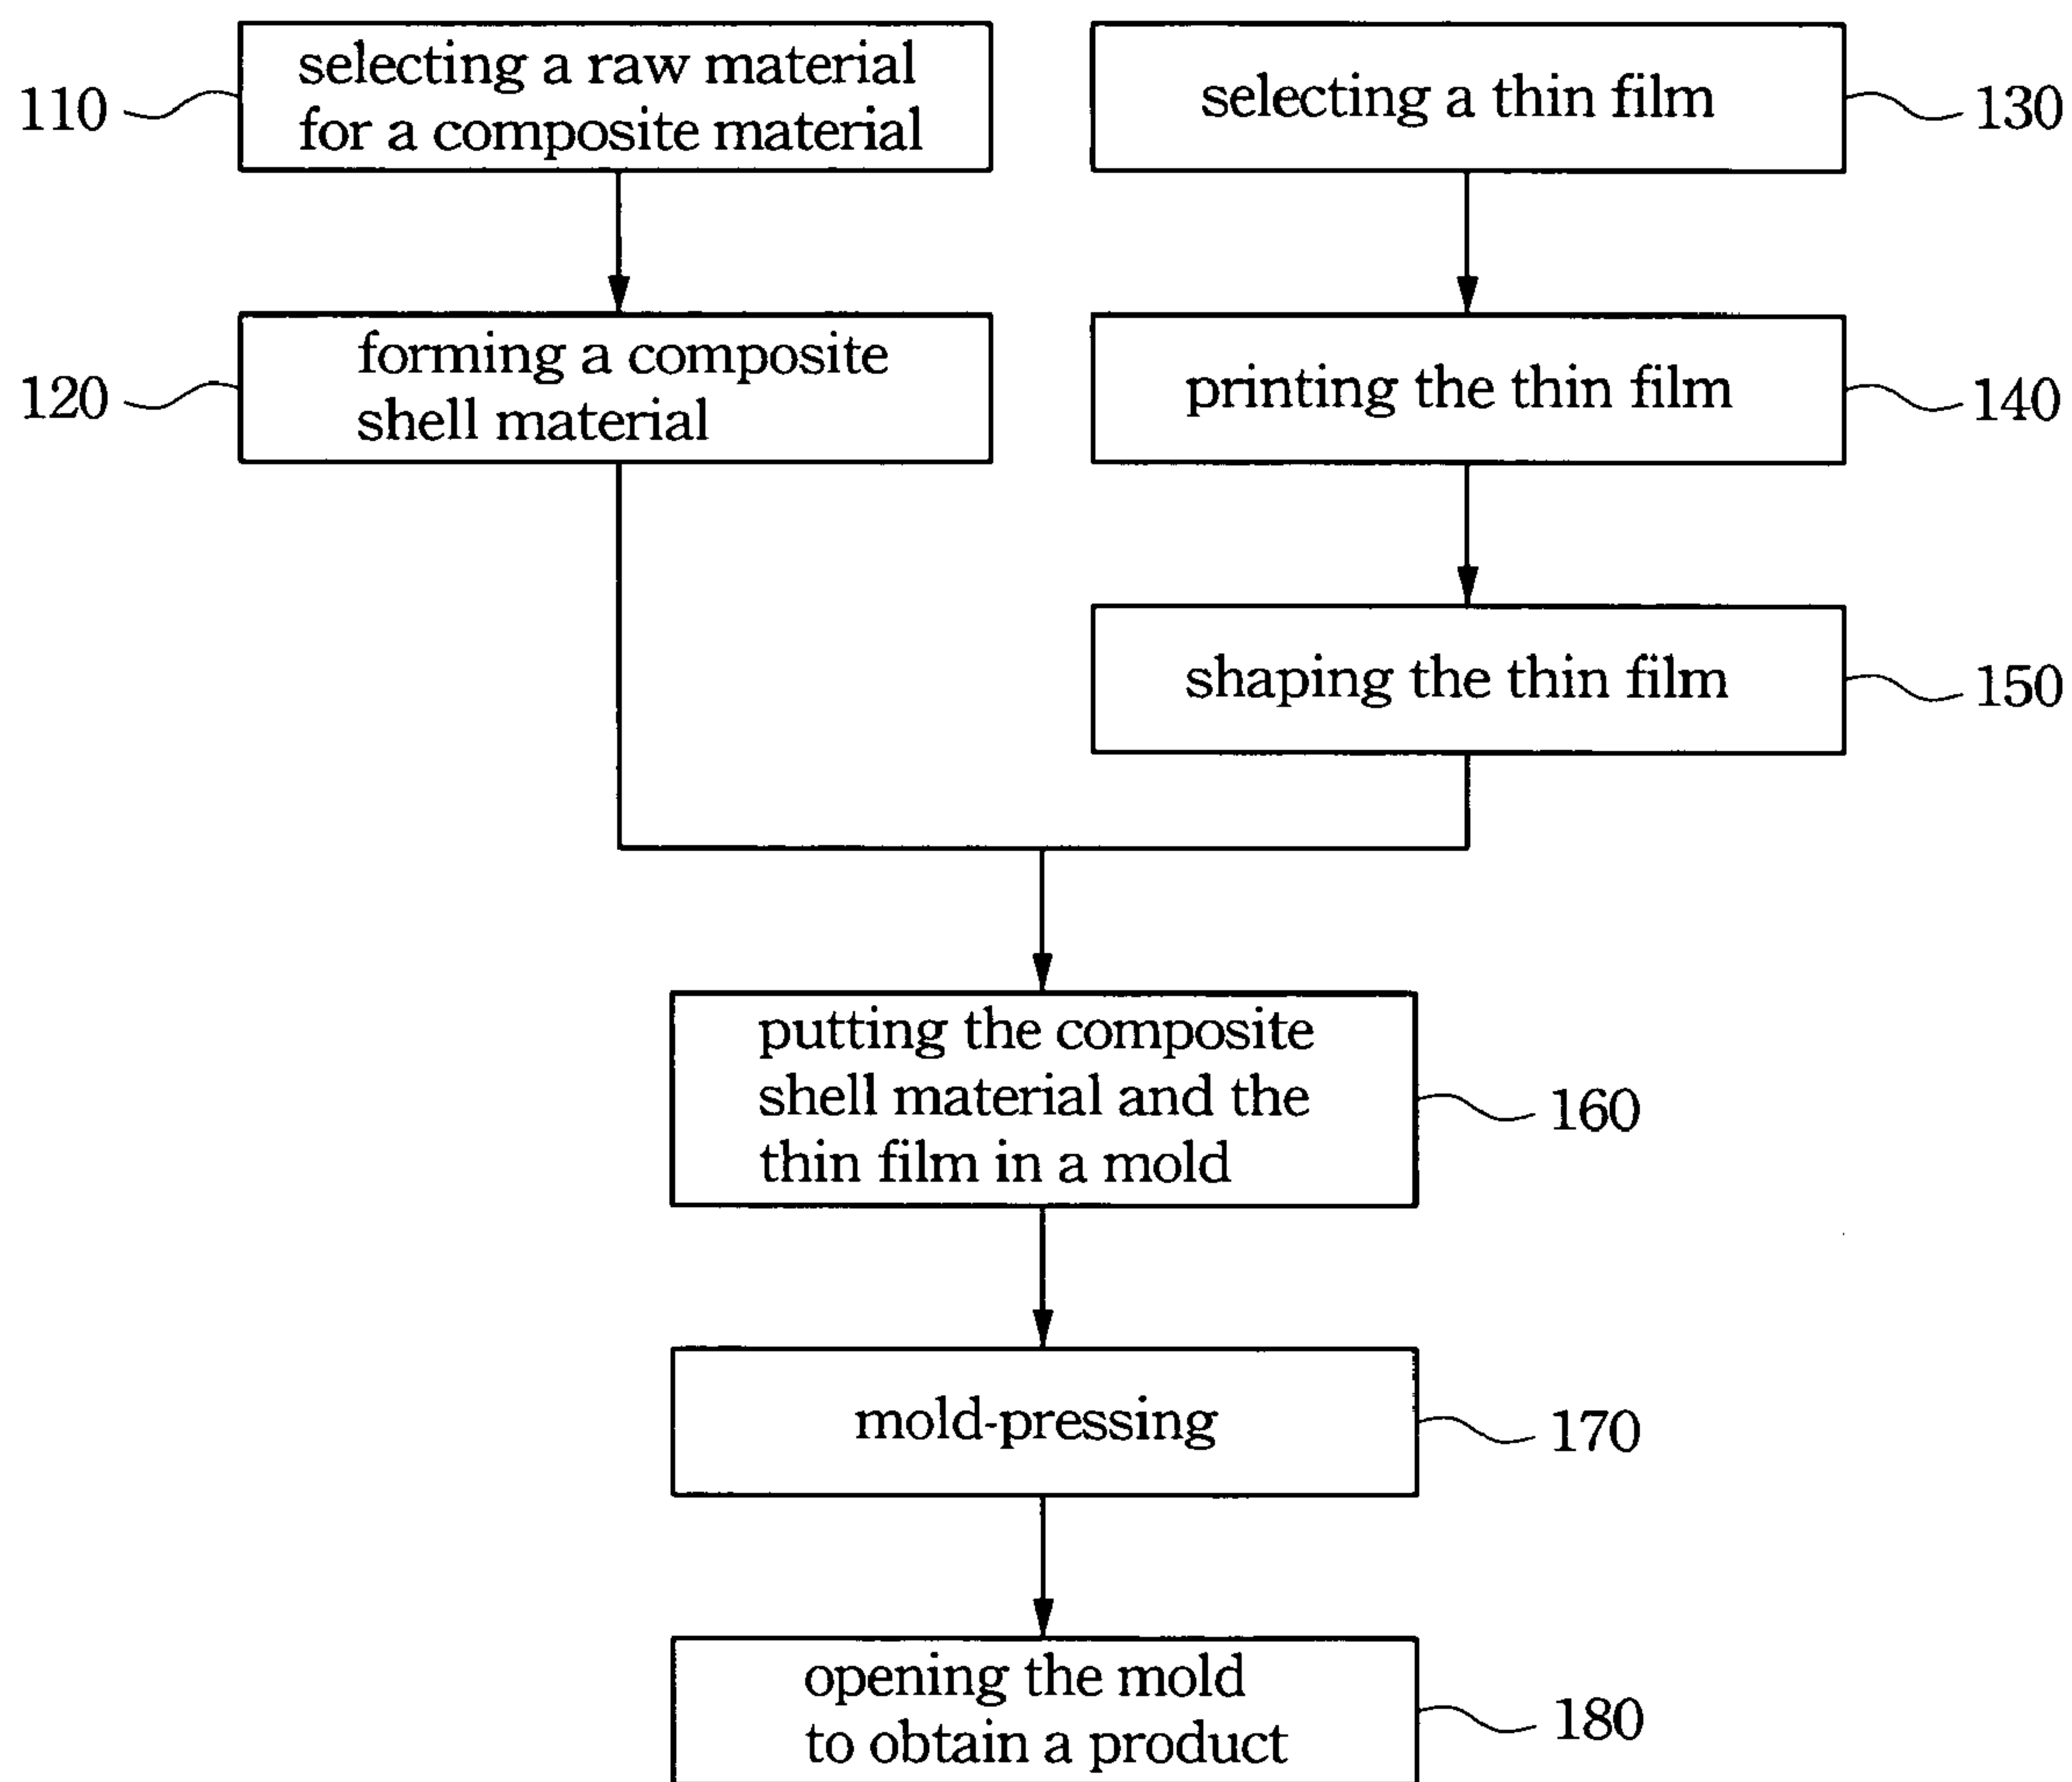 110
selecting a raw material
for a composite material
selecting a thin film
130
120
forming a composite
shell material
printing the thin film
140
shaping the thin film
150
putting the composite
shell material and the
thin film in a mold
160
mold-pressing
170
opening the mold
to obtain a product
180